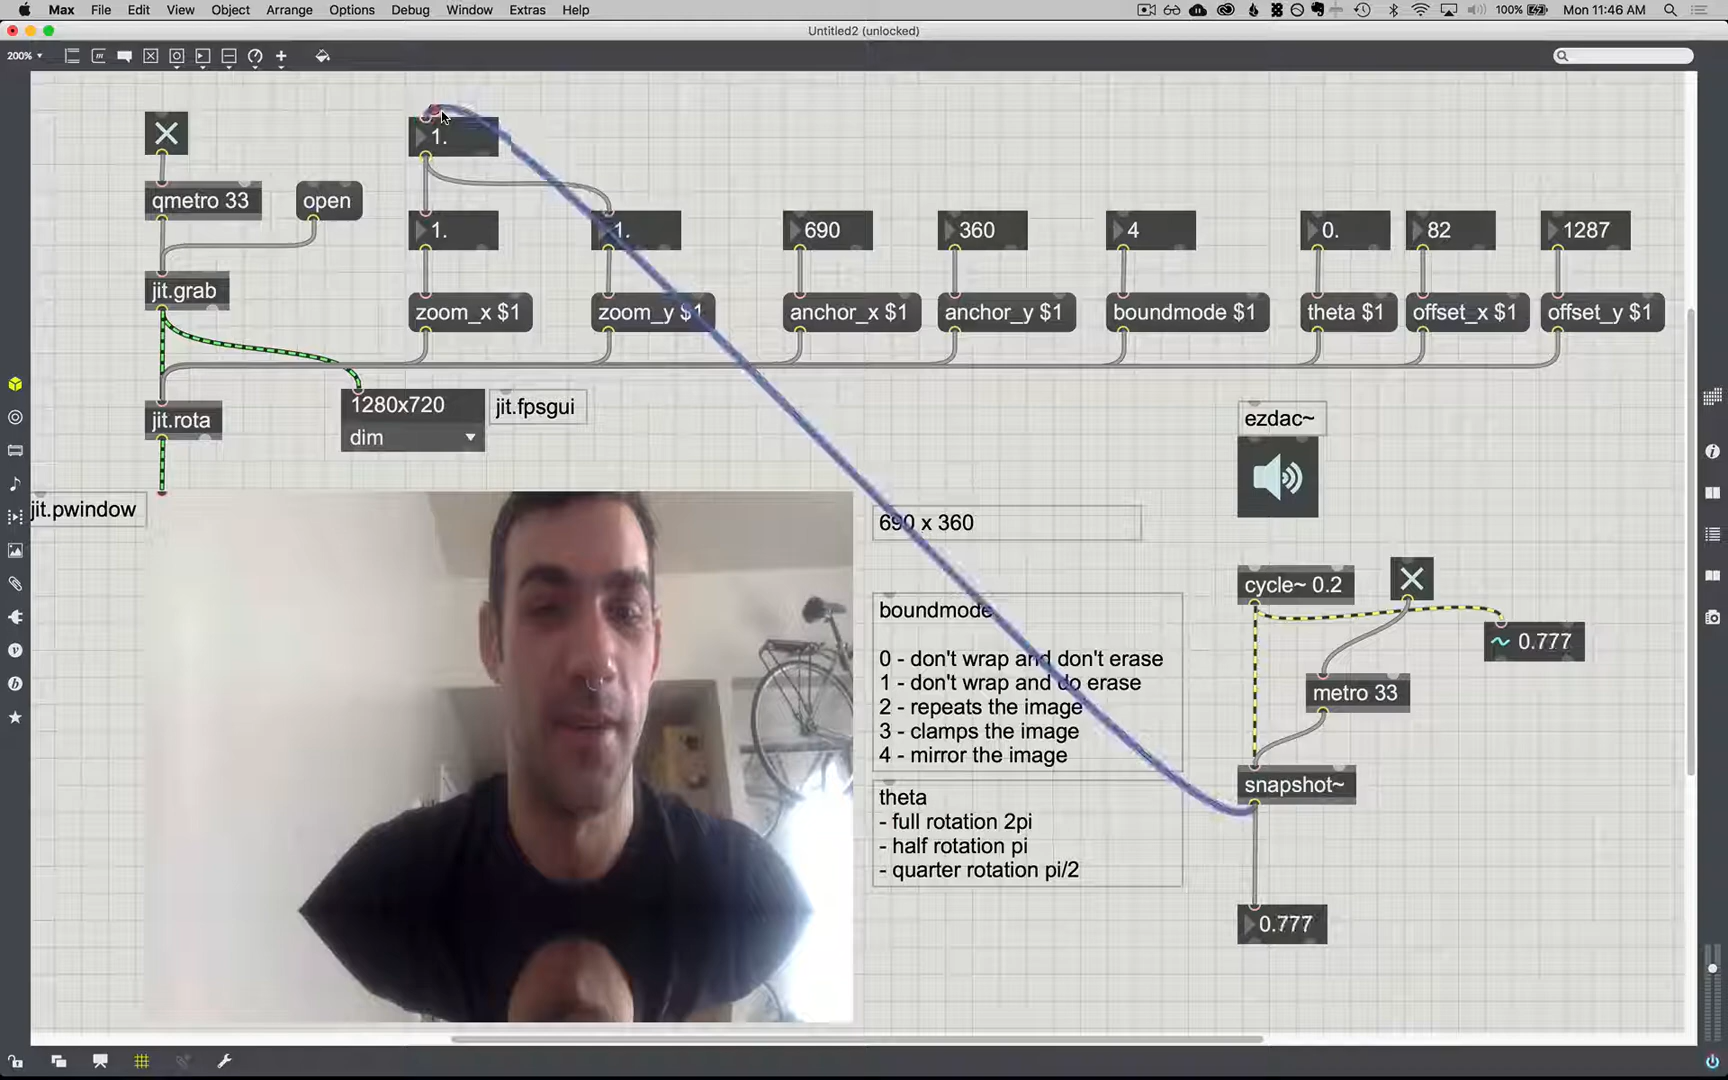 Max File Edit View Object Arrange Options Debug Window Extras Help
100% Mon 11:46 AM
Untitled2 (unlocked)
200%
1.
qmetro 33
open
1.
1.
690
360
4
0.
82
1287
jit.grab
zoom_x $1
zoom_y $1
anchor_x $1
anchor_y $1
boundmode $1
theta $1
offset_x $1
offset_y $1
1280x720
dim
jit.fpsgui
jit.rota
ezdac~
jit.pwindow
690 x 360
cycle~ 0.2
boundmode
0 - don't wrap and don't erase
1 - don't wrap and do erase
2 - repeats the image
3 - clamps the image
4 - mirror the image
~ 0.777
metro 33
snapshot~
theta
- full rotation 2pi
- half rotation pi
- quarter rotation pi/2
0.777